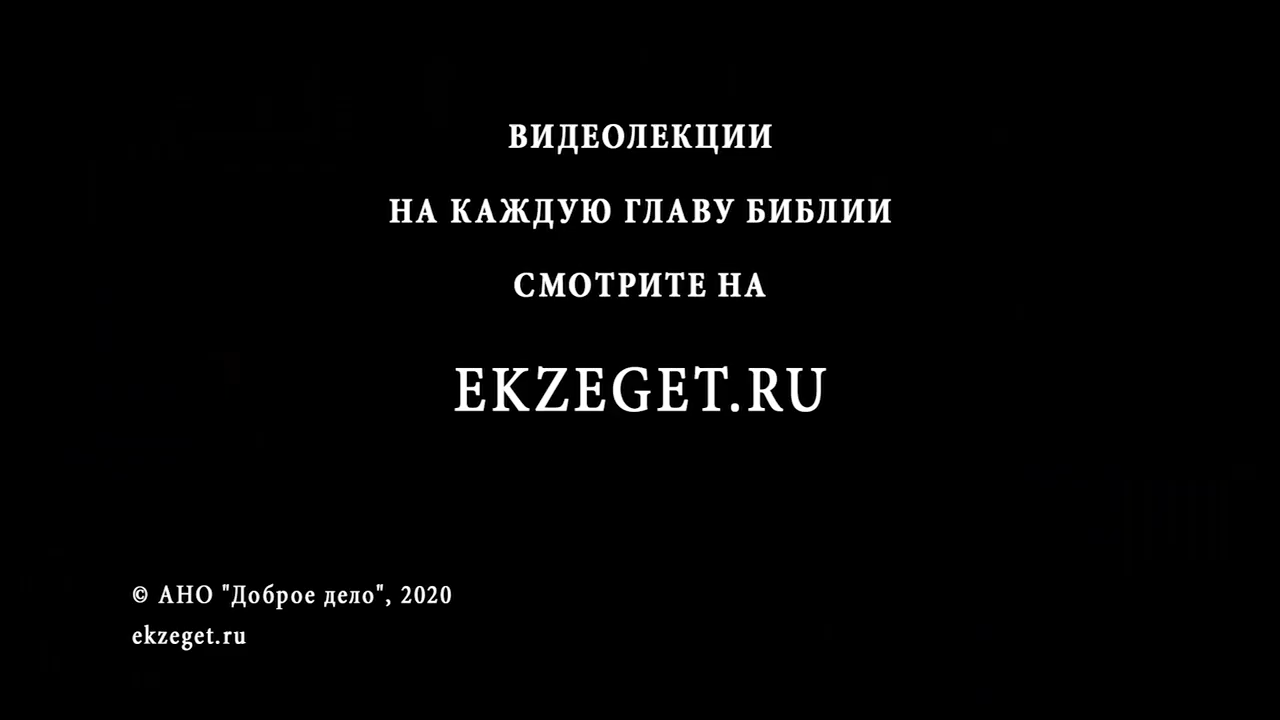 ВИДЕОЛЕКЦИИ
НА КАЖДУЮ ГЛАВУ БИБЛИИ
СМОТРИТЕ НА
EKZEGET.RU
© АНО "Доброе дело", 2020
ekzeget.ru